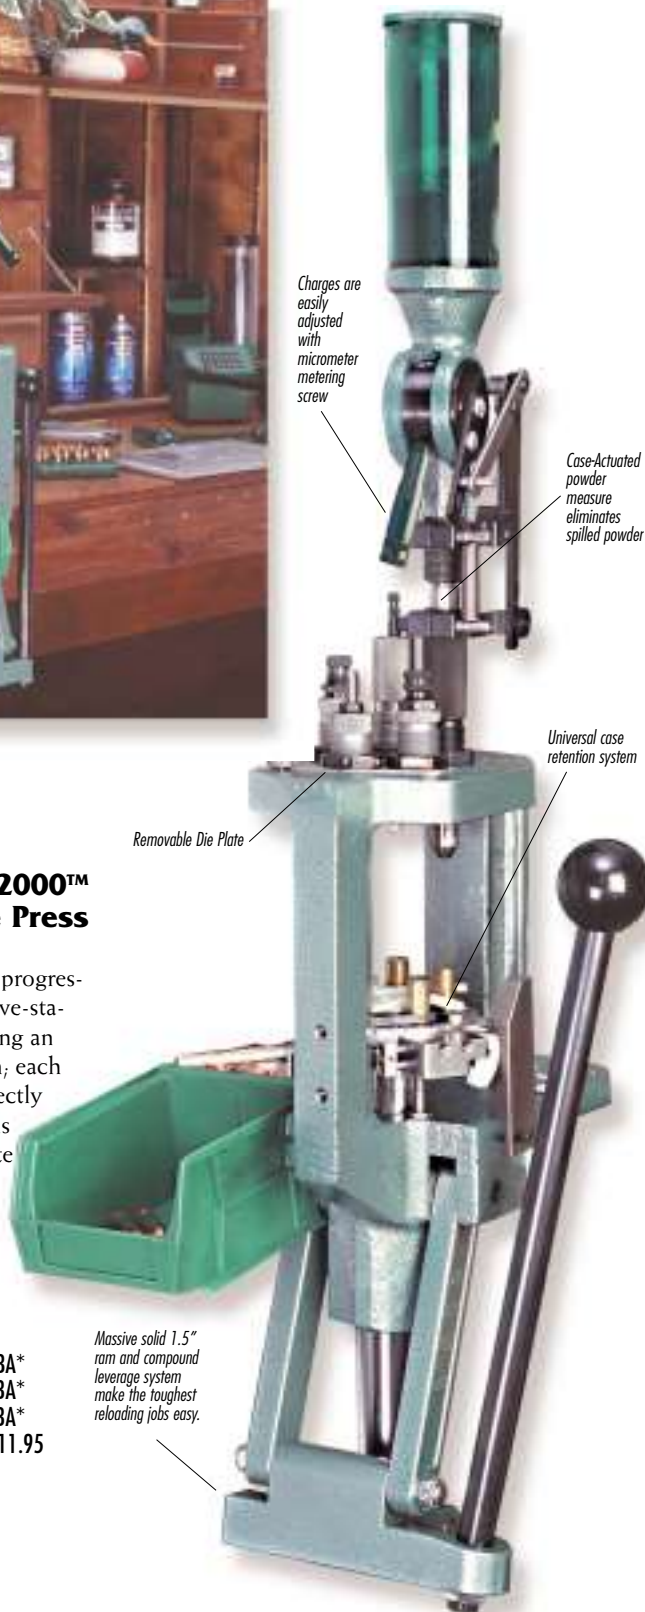 Charges are
easily
adjusted
with
micrometer
metering
screw
Case-Actuated
powder
measure
eliminates
spilled powder
Universal case
retention system
Removable Die Plate
2000™
Press
progres-
ve-sta-
ng an
; each
ectly
s
te
Massive solid 1.5”
ram and compound
leverage system
make the toughest
reloading jobs easy.
BA*
BA*
BA*
11.95